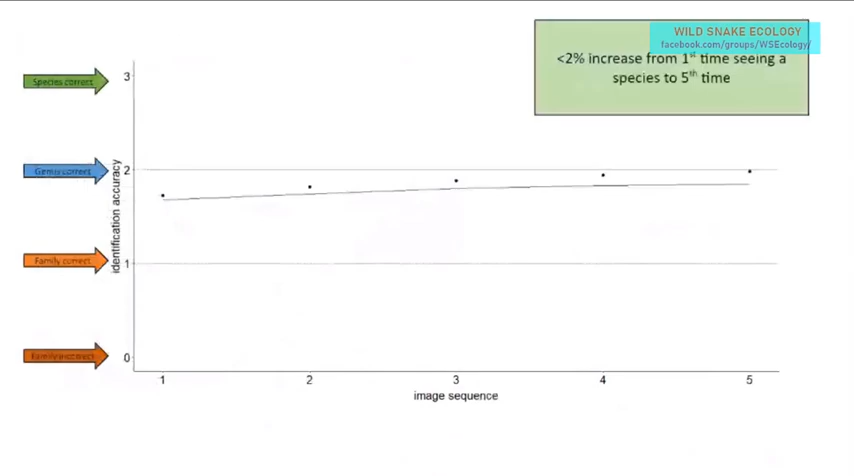 WILD SNAKE ECOLOGY
facebook.com/groups/WSEcology/
<2% increase from 1st time seeing a
species to 5th time
Species correct
3
Genus correct
2
identification accuracy
Family correct
1
Family incorrect
0
1 2 3 4 5
image sequence